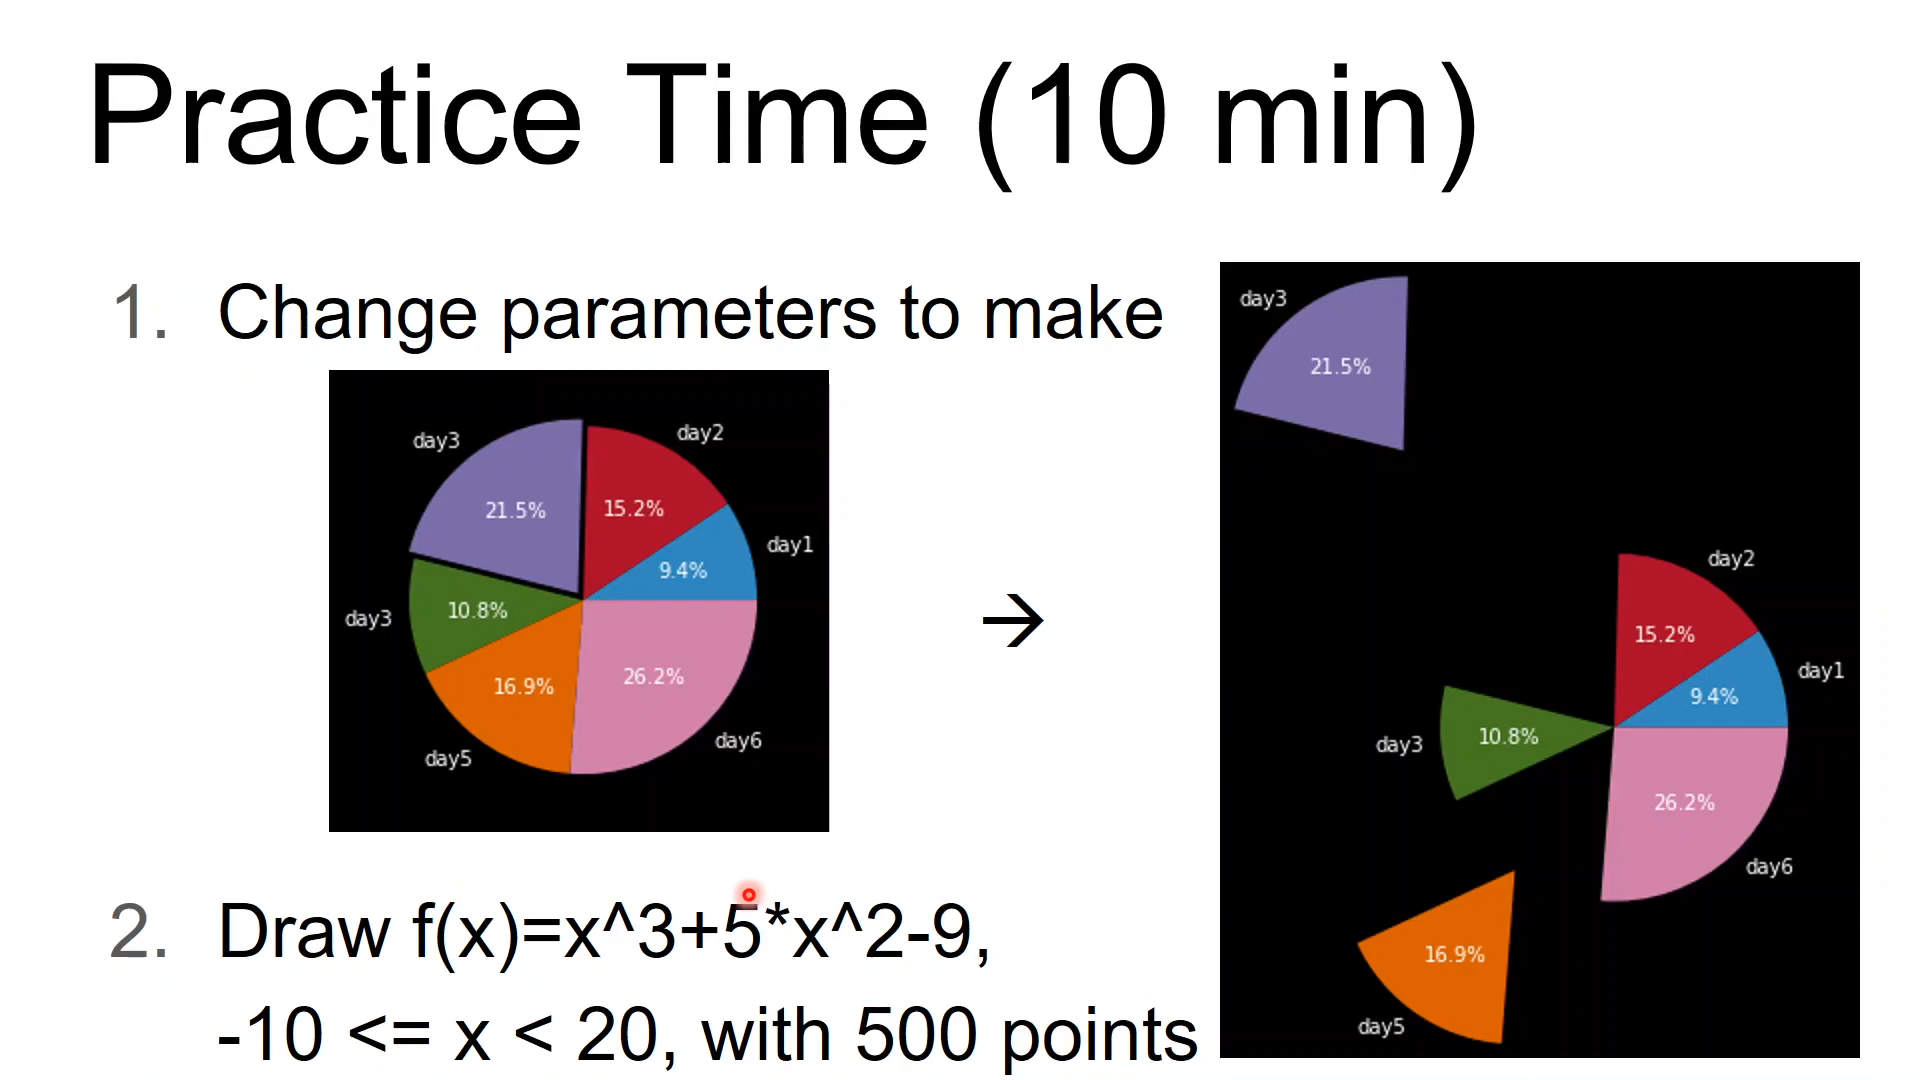 Practice Time (10 min)
1. Change parameters to make
day3
day2
21.5%
15.2%
day1
9.4%
10.8%
day3
26.2%
16.9%
day6
day5
→
day3
21.5%
day2
15.2%
day1
9.4%
10.8%
day3
26.2%
day6
16.9%
day5
2. Draw f(x)=x^3+5*x^2-9,
-10 <= x < 20, with 500 points